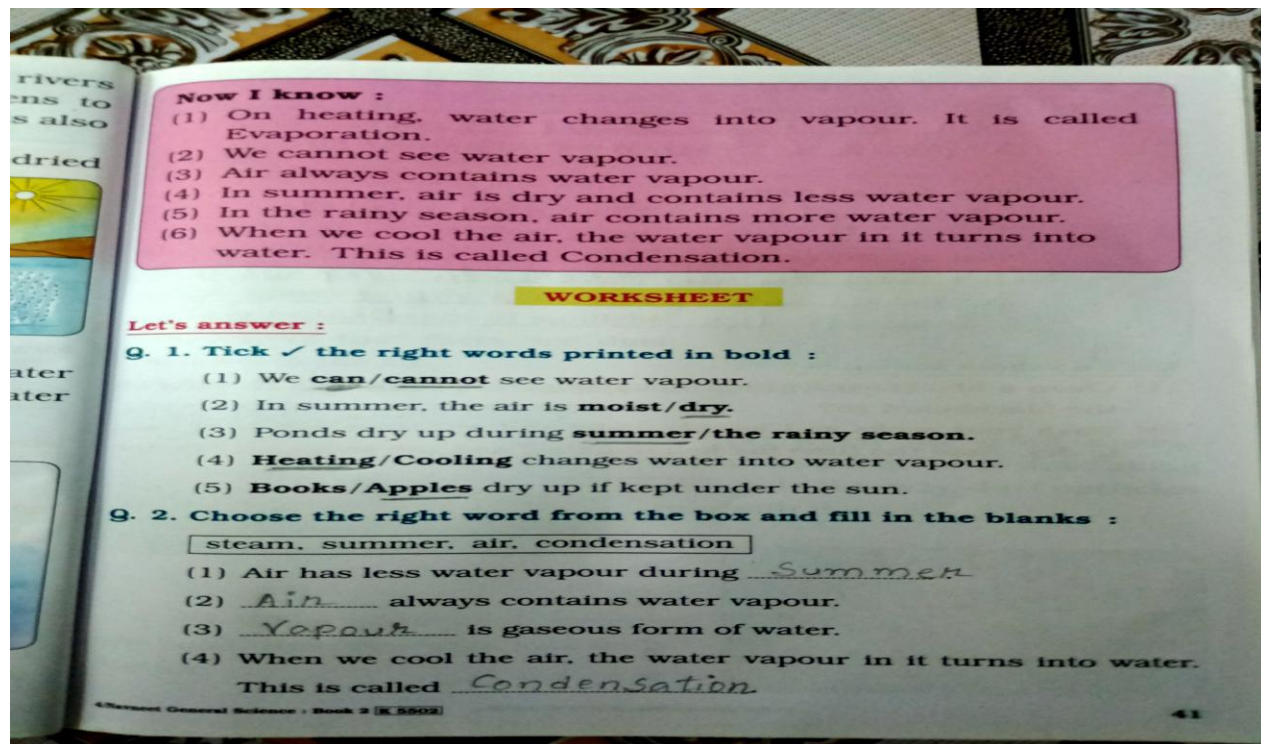 rivers
ens to
s also
dried
ater
ater
Now I know :
(1) On heating, water changes into vapour. It is called
Evaporation.
(2) We cannot see water vapour.
(3) Air always contains water vapour.
(4) In summer, air is dry and contains less water vapour.
(5) In the rainy season, air contains more water vapour.
(6) When we cool the air, the water vapour in it turns into
water. This is called Condensation.
WORKSHEET
Let's answer :
Q. 1. Tick ✓ the right words printed in bold :
(1) We can/cannot see water vapour.
(2) In summer, the air is moist/dry.
(3) Ponds dry up during summer/the rainy season.
(4) Heating/Cooling changes water into water vapour.
(5) Books/Apples dry up if kept under the sun.
Q. 2. Choose the right word from the box and fill in the blanks :
steam, summer, air, condensation
(1) Air has less water vapour during Summer
(2) Air always contains water vapour.
(3) Vapour is gaseous form of water.
(4) When we cool the air, the water vapour in it turns into water.
This is called Condensation.
4/Navneet General Science : Book 2 [K 5502] 41